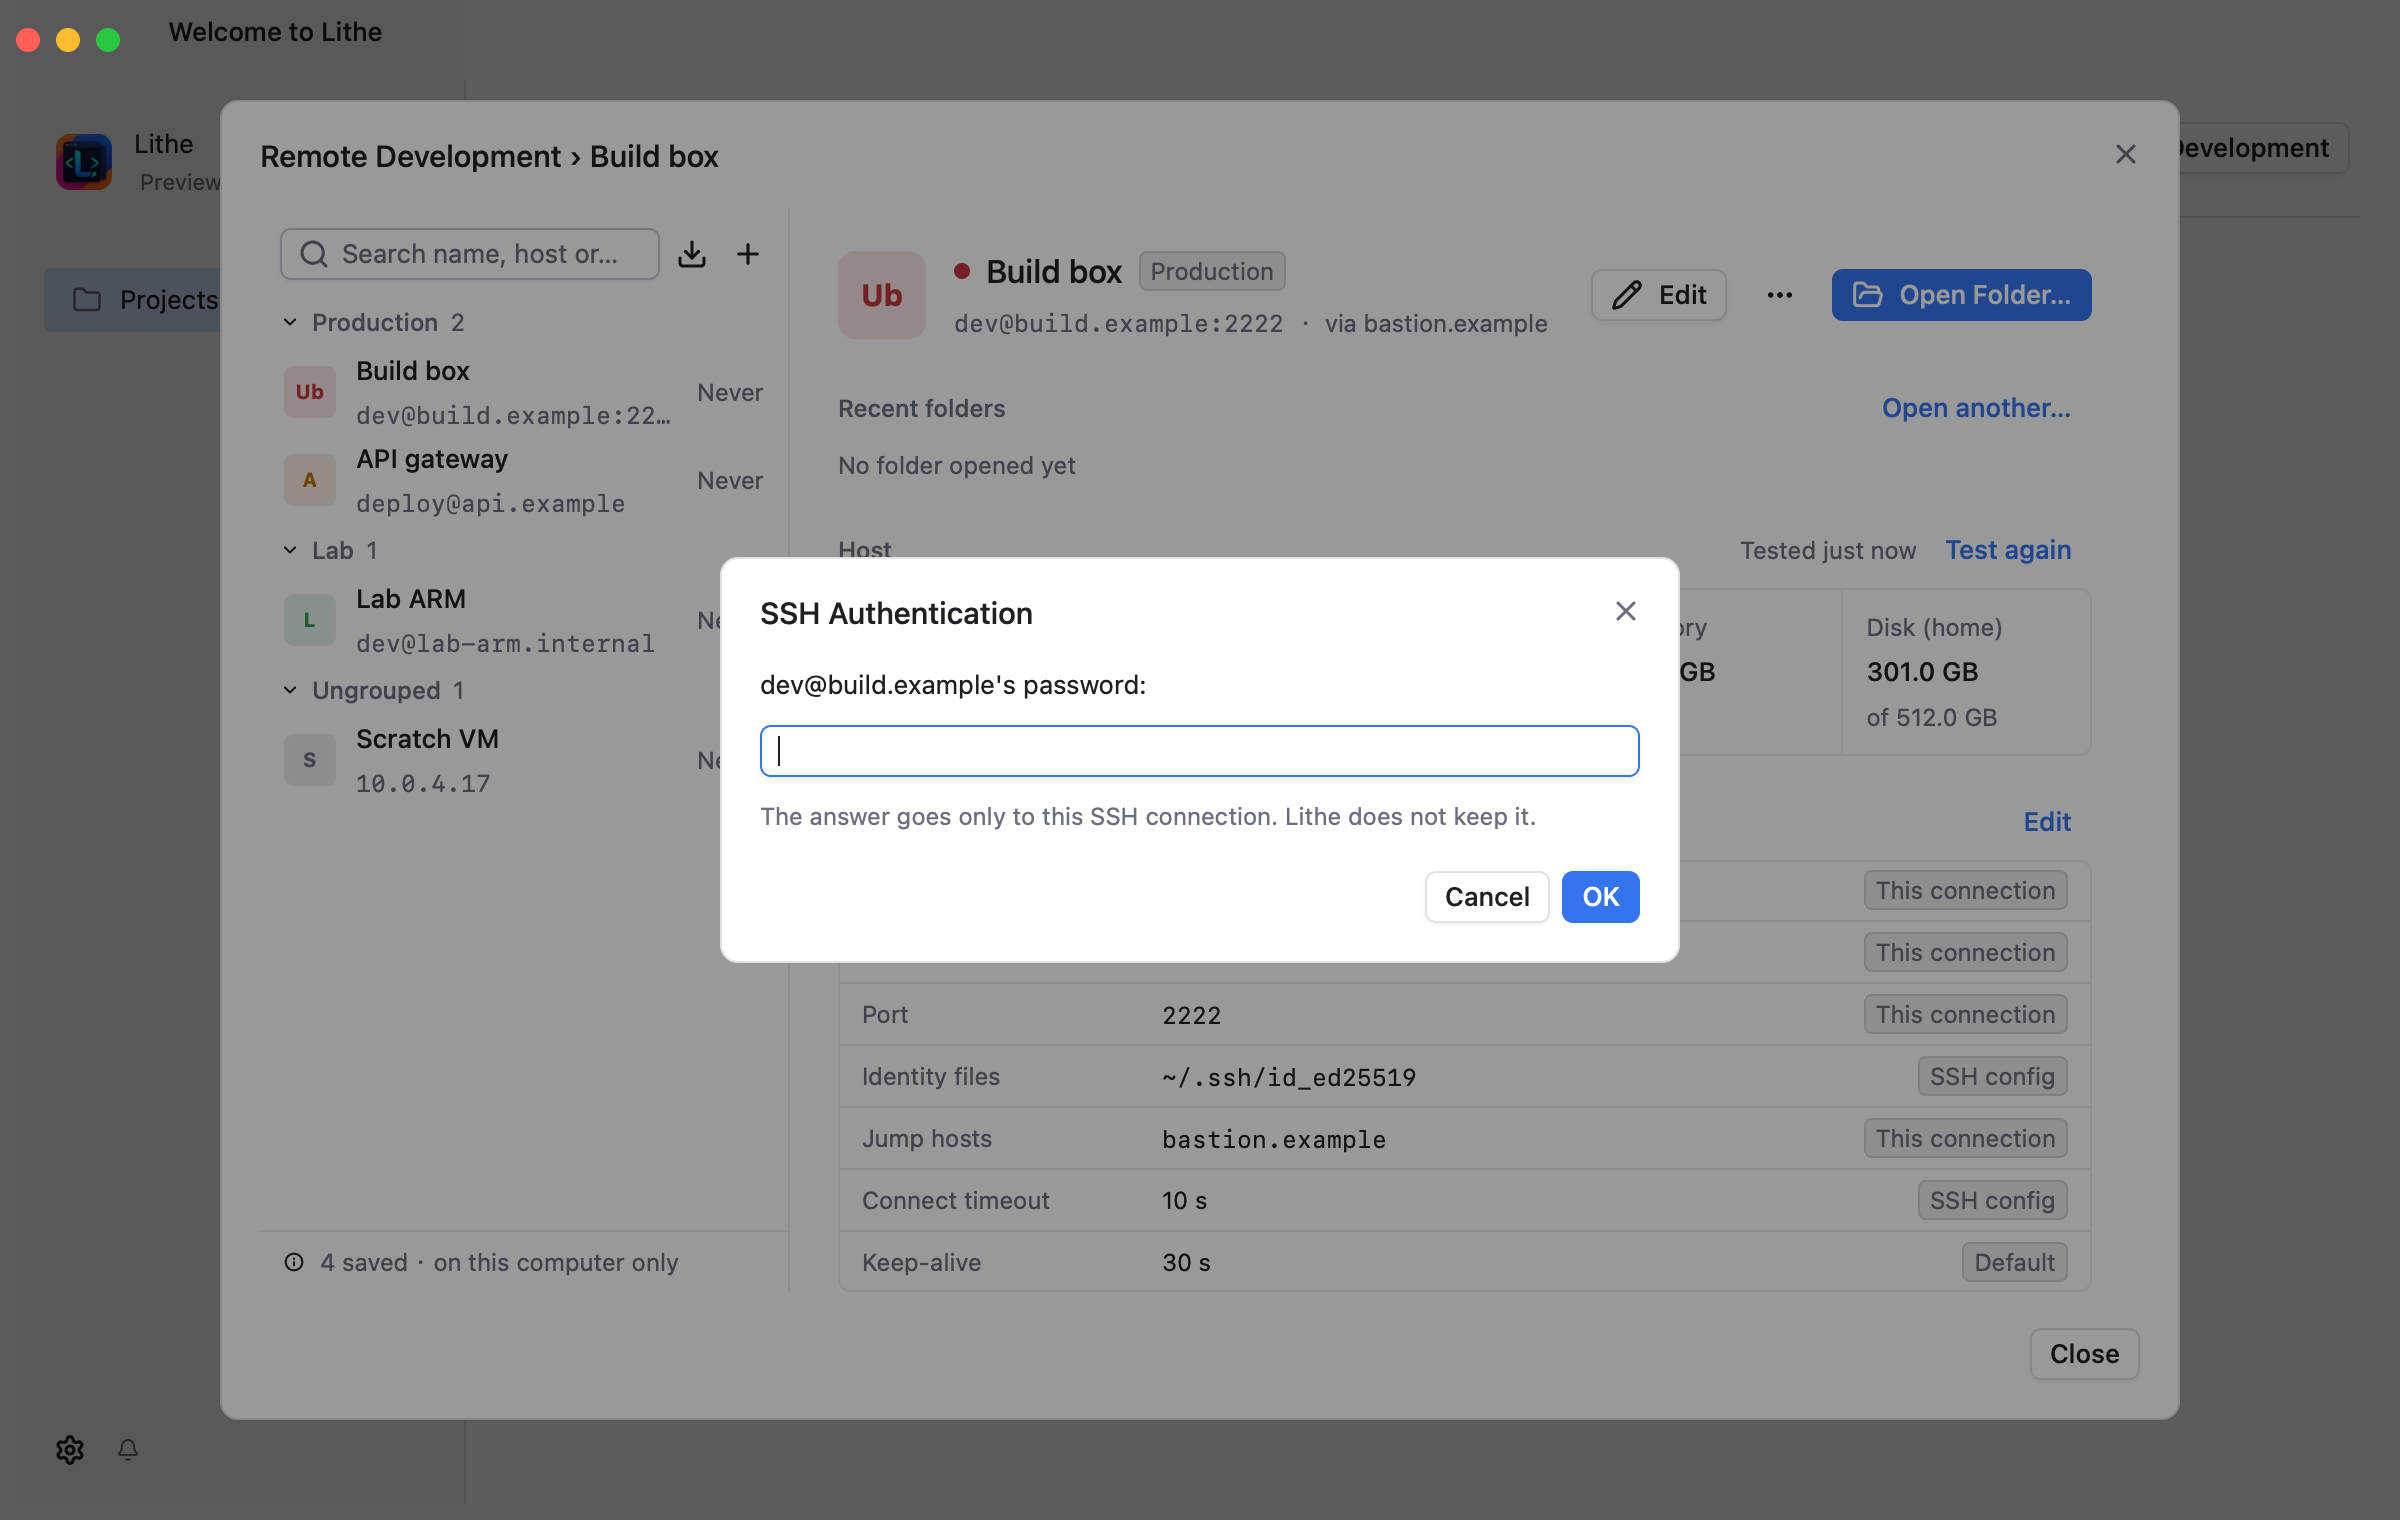 Welcome to Lithe
Lithe
Preview
Projects
Development
Remote Development › Build box
Search name, host or...
Production 2
Ub
Build box
dev@build.example:22…
Never
A
API gateway
deploy@api.example
Never
Lab 1
L
Lab ARM
dev@lab-arm.internal
Ungrouped 1
S
Scratch VM
10.0.4.17
4 saved · on this computer only
Ub
Build box
Production
dev@build.example:2222 · via bastion.example
Edit
Open Folder...
Recent folders
Open another...
No folder opened yet
Host
Tested just now
Test again
GB
Disk (home)
301.0 GB
of 512.0 GB
Edit
This connection
This connection
Port
2222
This connection
Identity files
~/.ssh/id_ed25519
SSH config
Jump hosts
bastion.example
This connection
Connect timeout
10 s
SSH config
Keep-alive
30 s
Default
Close
SSH Authentication
dev@build.example's password:
The answer goes only to this SSH connection. Lithe does not keep it.
Cancel
OK